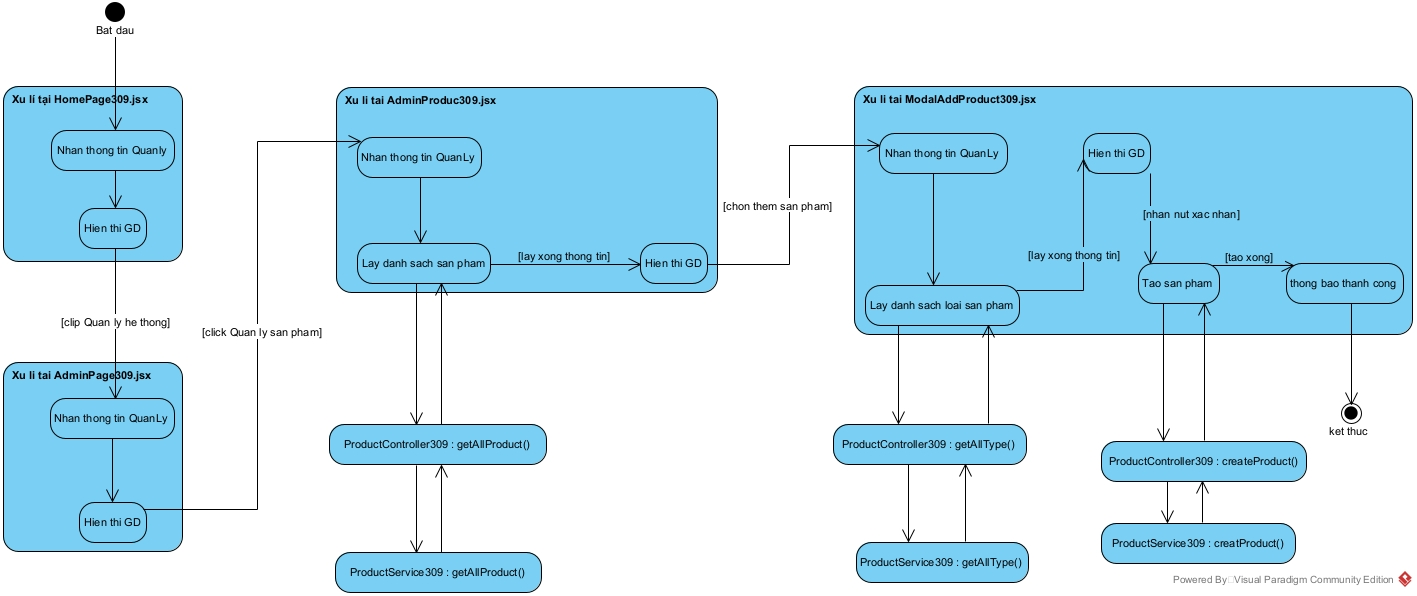 Bat dau
Xu lí tại HomePage309.jsx
Nhan thong tin Quanly
Hien thi GD
[clip Quan ly he thong]
Xu li tai AdminPage309.jsx
Nhan thong tin QuanLy
Hien thi GD
[click Quan ly san pham]
Xu li tai AdminProduc309.jsx
Nhan thong tin QuanLy
Lay danh sach san pham
[lay xong thong tin]
Hien thi GD
ProductController309 : getAllProduct()
ProductService309 : getAllProduct()
[chon them san pham]
Xu li tai ModalAddProduct309.jsx
Nhan thong tin QuanLy
Lay danh sach loai san pham
[lay xong thong tin]
Hien thi GD
[nhan nut xac nhan]
Tao san pham
[tao xong]
thong bao thanh cong
ProductController309 : getAllType()
ProductService309 : getAllType()
ProductController309 : createProduct()
ProductService309 : creatProduct()
ket thuc
Powered By Visual Paradigm Community Edition